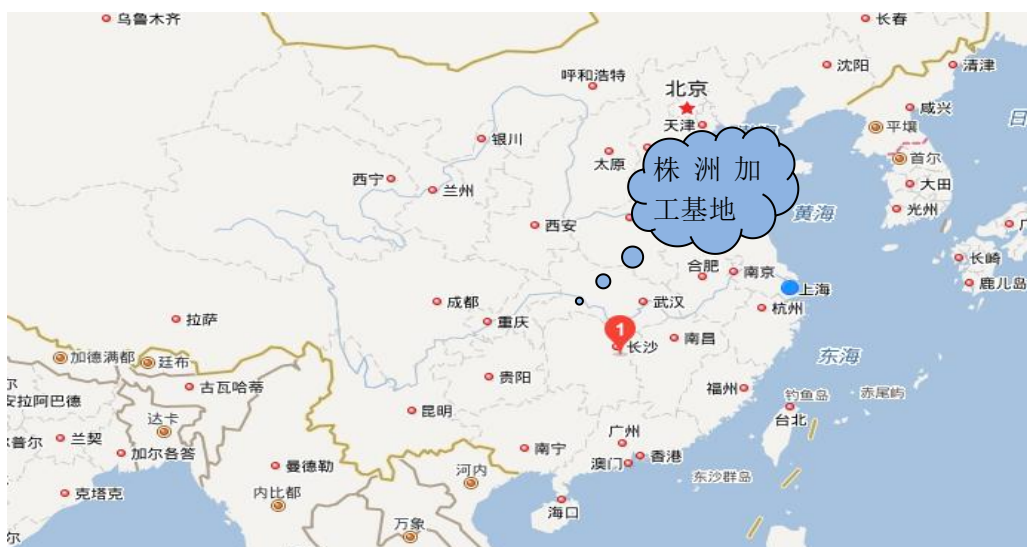 乌鲁木齐
长春
沈阳
清津
呼和浩特
北京
咸兴
天津
平壤
银川
首尔
太原
西宁
兰州
大田
株洲加
工基地
光州
黄海
西安
长崎
合肥
南京
鹿儿岛
上海
成都
武汉
杭州
拉萨
重庆
1
长沙
南昌
东海
加德满都
廷布
贵阳
古瓦哈蒂
福州
钓鱼岛
赤尾屿
安拉阿巴德
昆明
台北
达卡
广州
兰契
加尔各答
南宁
香港
澳门
曼德勒
河内
东沙群岛
克塔克
内比都
海口
万象